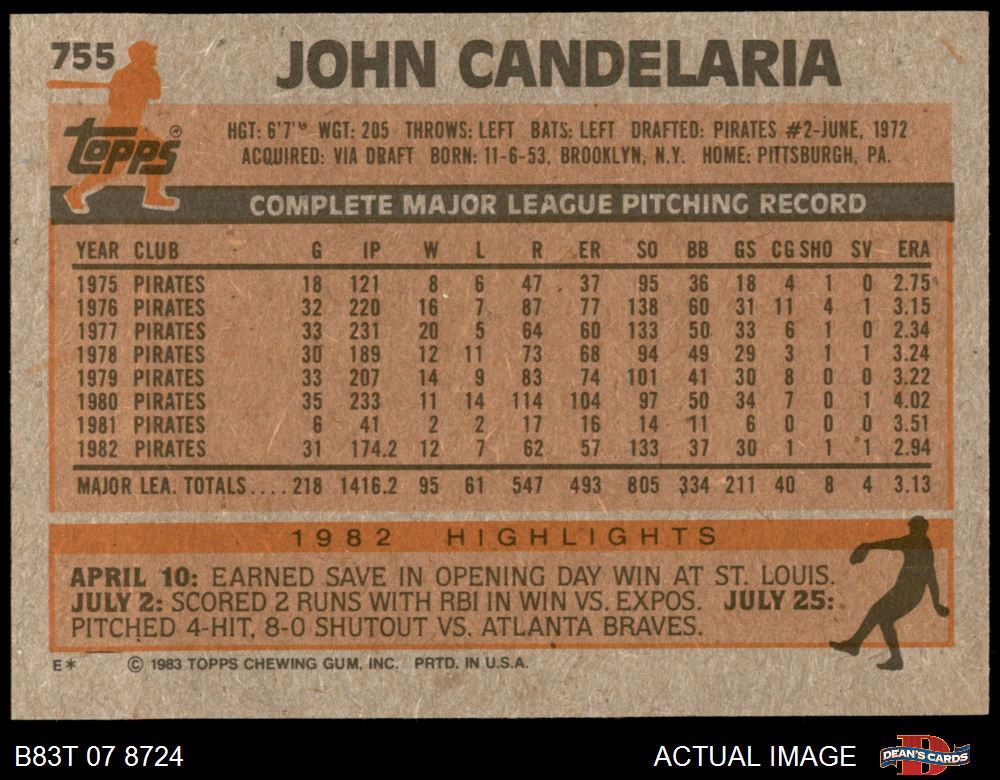 755 JOHN CANDELARIA
Topps®
HGT: 6'7" WGT: 205 THROWS: LEFT BATS: LEFT DRAFTED: PIRATES #2-JUNE, 1972
ACQUIRED: VIA DRAFT BORN: 11-6-53, BROOKLYN, N.Y. HOME: PITTSBURGH, PA.
COMPLETE MAJOR LEAGUE PITCHING RECORD
YEAR CLUB G IP W L R ER SO BB GS CG SHO SV ERA
1975 PIRATES 18 121 8 6 47 37 95 36 18 4 1 0 2.75
1976 PIRATES 32 220 16 7 87 77 138 60 31 11 4 1 3.15
1977 PIRATES 33 231 20 5 64 60 133 50 33 6 1 0 2.34
1978 PIRATES 30 189 12 11 73 68 94 49 29 3 1 1 3.24
1979 PIRATES 33 207 14 9 83 74 101 41 30 8 0 0 3.22
1980 PIRATES 35 233 11 14 114 104 97 50 34 7 0 1 4.02
1981 PIRATES 6 41 2 2 17 16 14 11 6 0 0 0 3.51
1982 PIRATES 31 174.2 12 7 62 57 133 37 30 1 1 1 2.94
MAJOR LEA. TOTALS.... 218 1416.2 95 61 547 493 805 334 211 40 8 4 3.13
1982 HIGHLIGHTS
APRIL 10: EARNED SAVE IN OPENING DAY WIN AT ST. LOUIS.
JULY 2: SCORED 2 RUNS WITH RBI IN WIN VS. EXPOS. JULY 25:
PITCHED 4-HIT, 8-0 SHUTOUT VS. ATLANTA BRAVES.
E* © 1983 TOPPS CHEWING GUM, INC. PRTD. IN U.S.A.
B83T 07 8724 ACTUAL IMAGE D DEAN'S CARDS